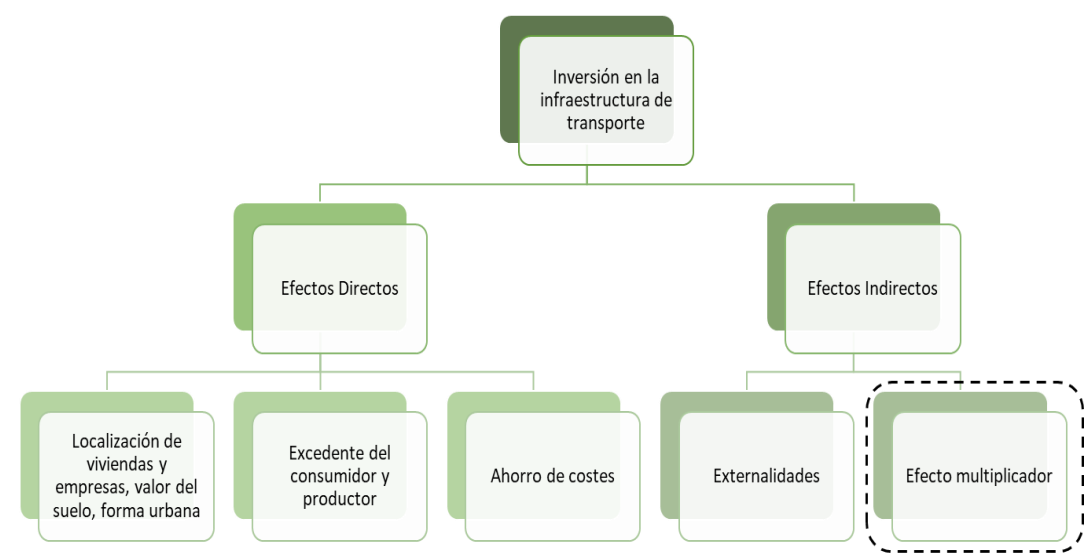 Inversión en la
infraestructura de
transporte
Efectos Directos
Efectos Indirectos
Localización de
viviendas y
empresas, valor del
suelo, forma urbana
Excedente del
consumidor y
productor
Ahorro de costes
Externalidades
Efecto multiplicador